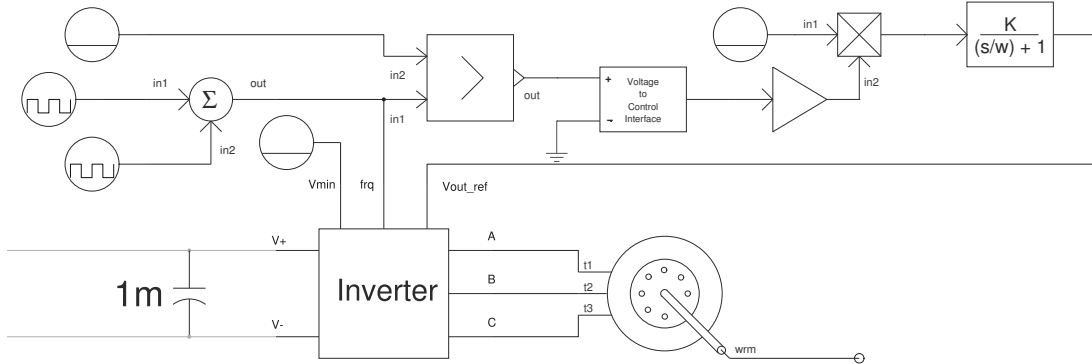 in1
K
(s/w) + 1
in2
in2
>
out
in1
+
-
Voltage
to
Control
Interface
in1
Σ
out
in2
Vmin
frq
Vout_ref
V+
V-
1m
Inverter
A
B
C
t1
t2
t3
wrm